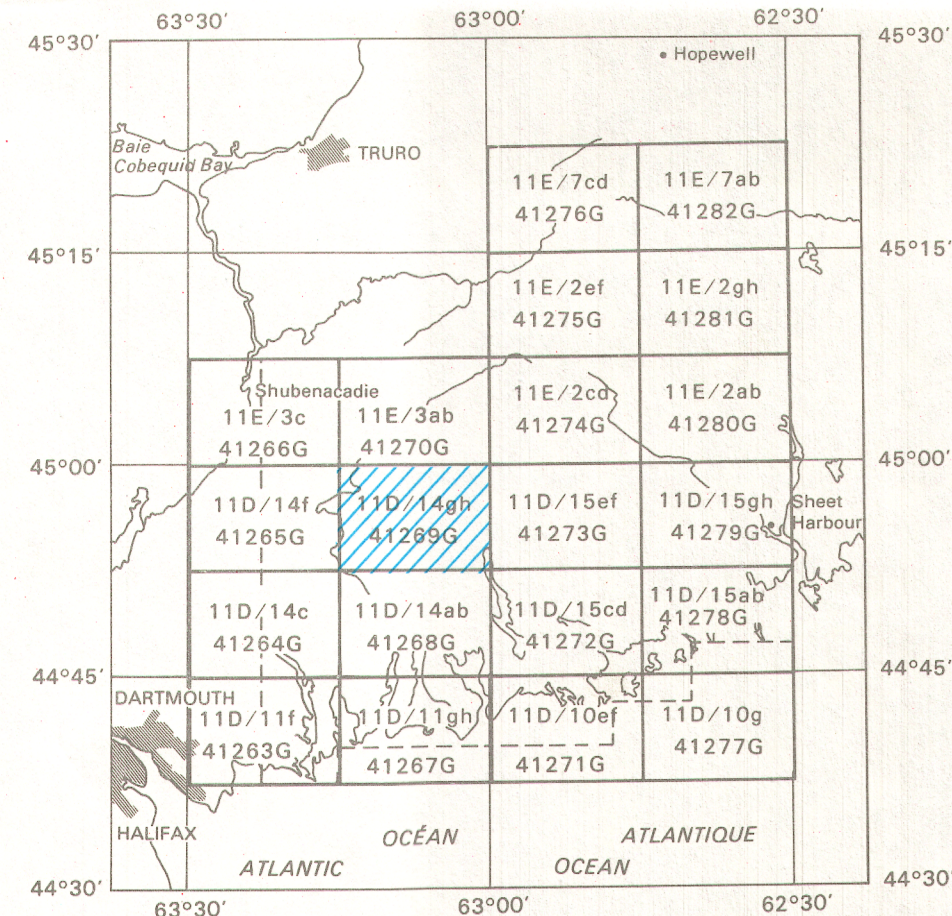 63°30′ 63°00′ 62°30′
45°30′ 45°30′
• Hopewell
Baie
Cobequid Bay
TRURO
11E/7cd 11E/7ab
41276G 41282G
45°15′ 45°15′
11E/2ef 11E/2gh
41275G 41281G
Shubenacadie
11E/3c 11E/3ab 11E/2cd 11E/2ab
41266G 41270G 41274G 41280G
45°00′ 45°00′
11D/14f 11D/14gh 11D/15ef 11D/15gh
41265G 41269G 41273G 41279G
Sheet
Harbour
11D/14c 11D/14ab 11D/15cd 11D/15ab
41264G 41268G 41272G 41278G
44°45′ 44°45′
DARTMOUTH
11D/11f 11D/11gh 11D/10ef 11D/10g
41263G 41267G 41271G 41277G
HALIFAX
OCÉAN ATLANTIQUE
ATLANTIC OCEAN
44°30′ 44°30′
63°30′ 63°00′ 62°30′